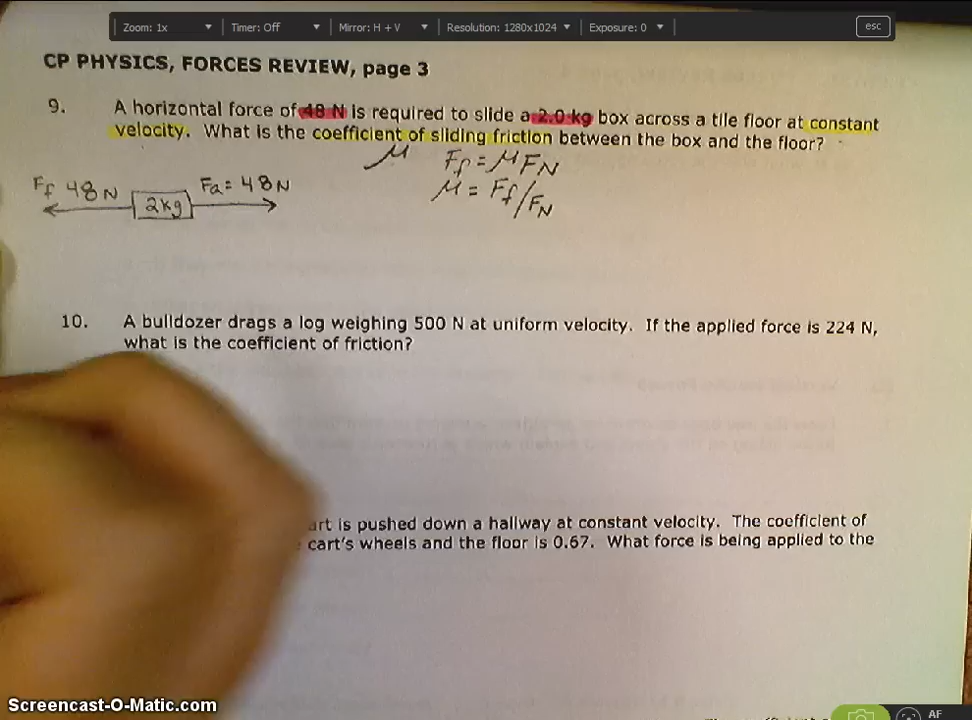 Zoom: 1x Timer: Off Mirror: H + V Resolution: 1280x1024 Exposure: 0 esc
CP PHYSICS, FORCES REVIEW, page 3
9. A horizontal force of 48 N is required to slide a 2.0 kg box across a tile floor at constant
velocity. What is the coefficient of sliding friction between the box and the floor?
μ Ff = μ FN
Ff 48 N 2kg Fa = 48 N μ = Ff/FN
10. A bulldozer drags a log weighing 500 N at uniform velocity. If the applied force is 224 N,
what is the coefficient of friction?
art is pushed down a hallway at constant velocity. The coefficient of
cart's wheels and the floor is 0.67. What force is being applied to the
Screencast-O-Matic.com
AF